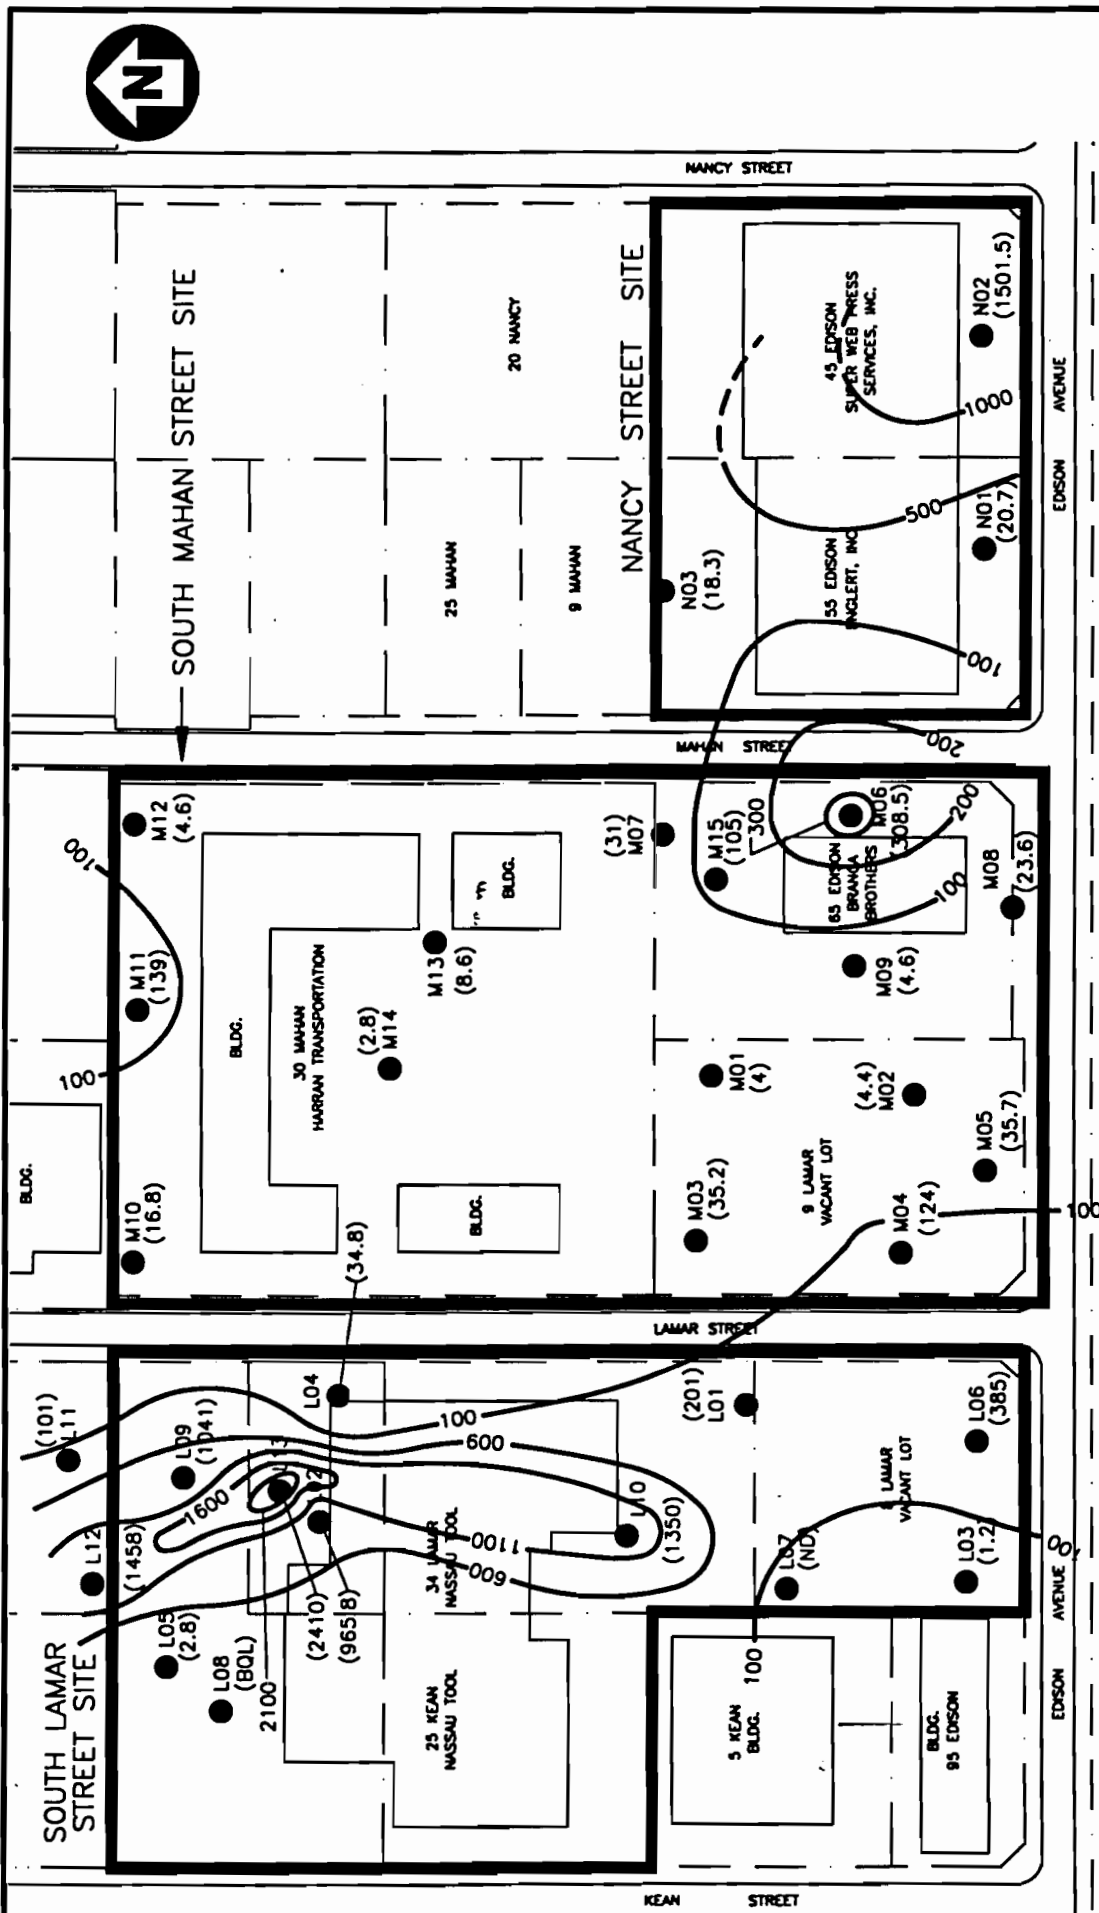 N
NANCY STREET
SOUTH MAHAN STREET SITE
20 NANCY
NANCY STREET SITE
45 EDISON
SUPER WEB PRESS
SERVICES, INC.
N02
(1501.5)
1000
EDISON AVENUE
25 MAHAN
9 MAHAN
N03
(18.3)
55 EDISON
ENGLERT, INC.
500
N01
(20.7)
100
MAHAN STREET
200
M12
(4.6)
100
M11
(139)
100
BLDG.
M10
(16.8)
BLDG.
30 MAHAN
HARRAN TRANSPORTATION
BLDG.
M13
(8.6)
(2.8)
M14
BLDG.
(34.8)
(31)
M07
M15
(105)
300
M06
(308.5)
200
65 EDISON
BRANCA
BROTHERS
100
M08
(23.6)
M09
(4.6)
M01
(4)
(4.4)
M02
M05
(35.7)
M03
(35.2)
9 LAMAR
VACANT LOT
M04
(124)
100
LAMAR STREET
(101)
L11
L09
(1041)
L04
100
600
(201)
L01
L06
(385)
1600
L12
(1458)
1100
600
34 LAMAR
NASSAU TOOL
L10
(1350)
LAMAR
VACANT LOT
L07
(ND)
L03
(1.2)
L05
(2.8)
L08
(BQL)
2100
(2410)
(965.8)
SOUTH LAMAR
STREET SITE
25 KEAN
NASSAU TOOL
100
5 KEAN
BLDG.
BLDG.
95 EDISON
EDISON AVENUE
KEAN STREET